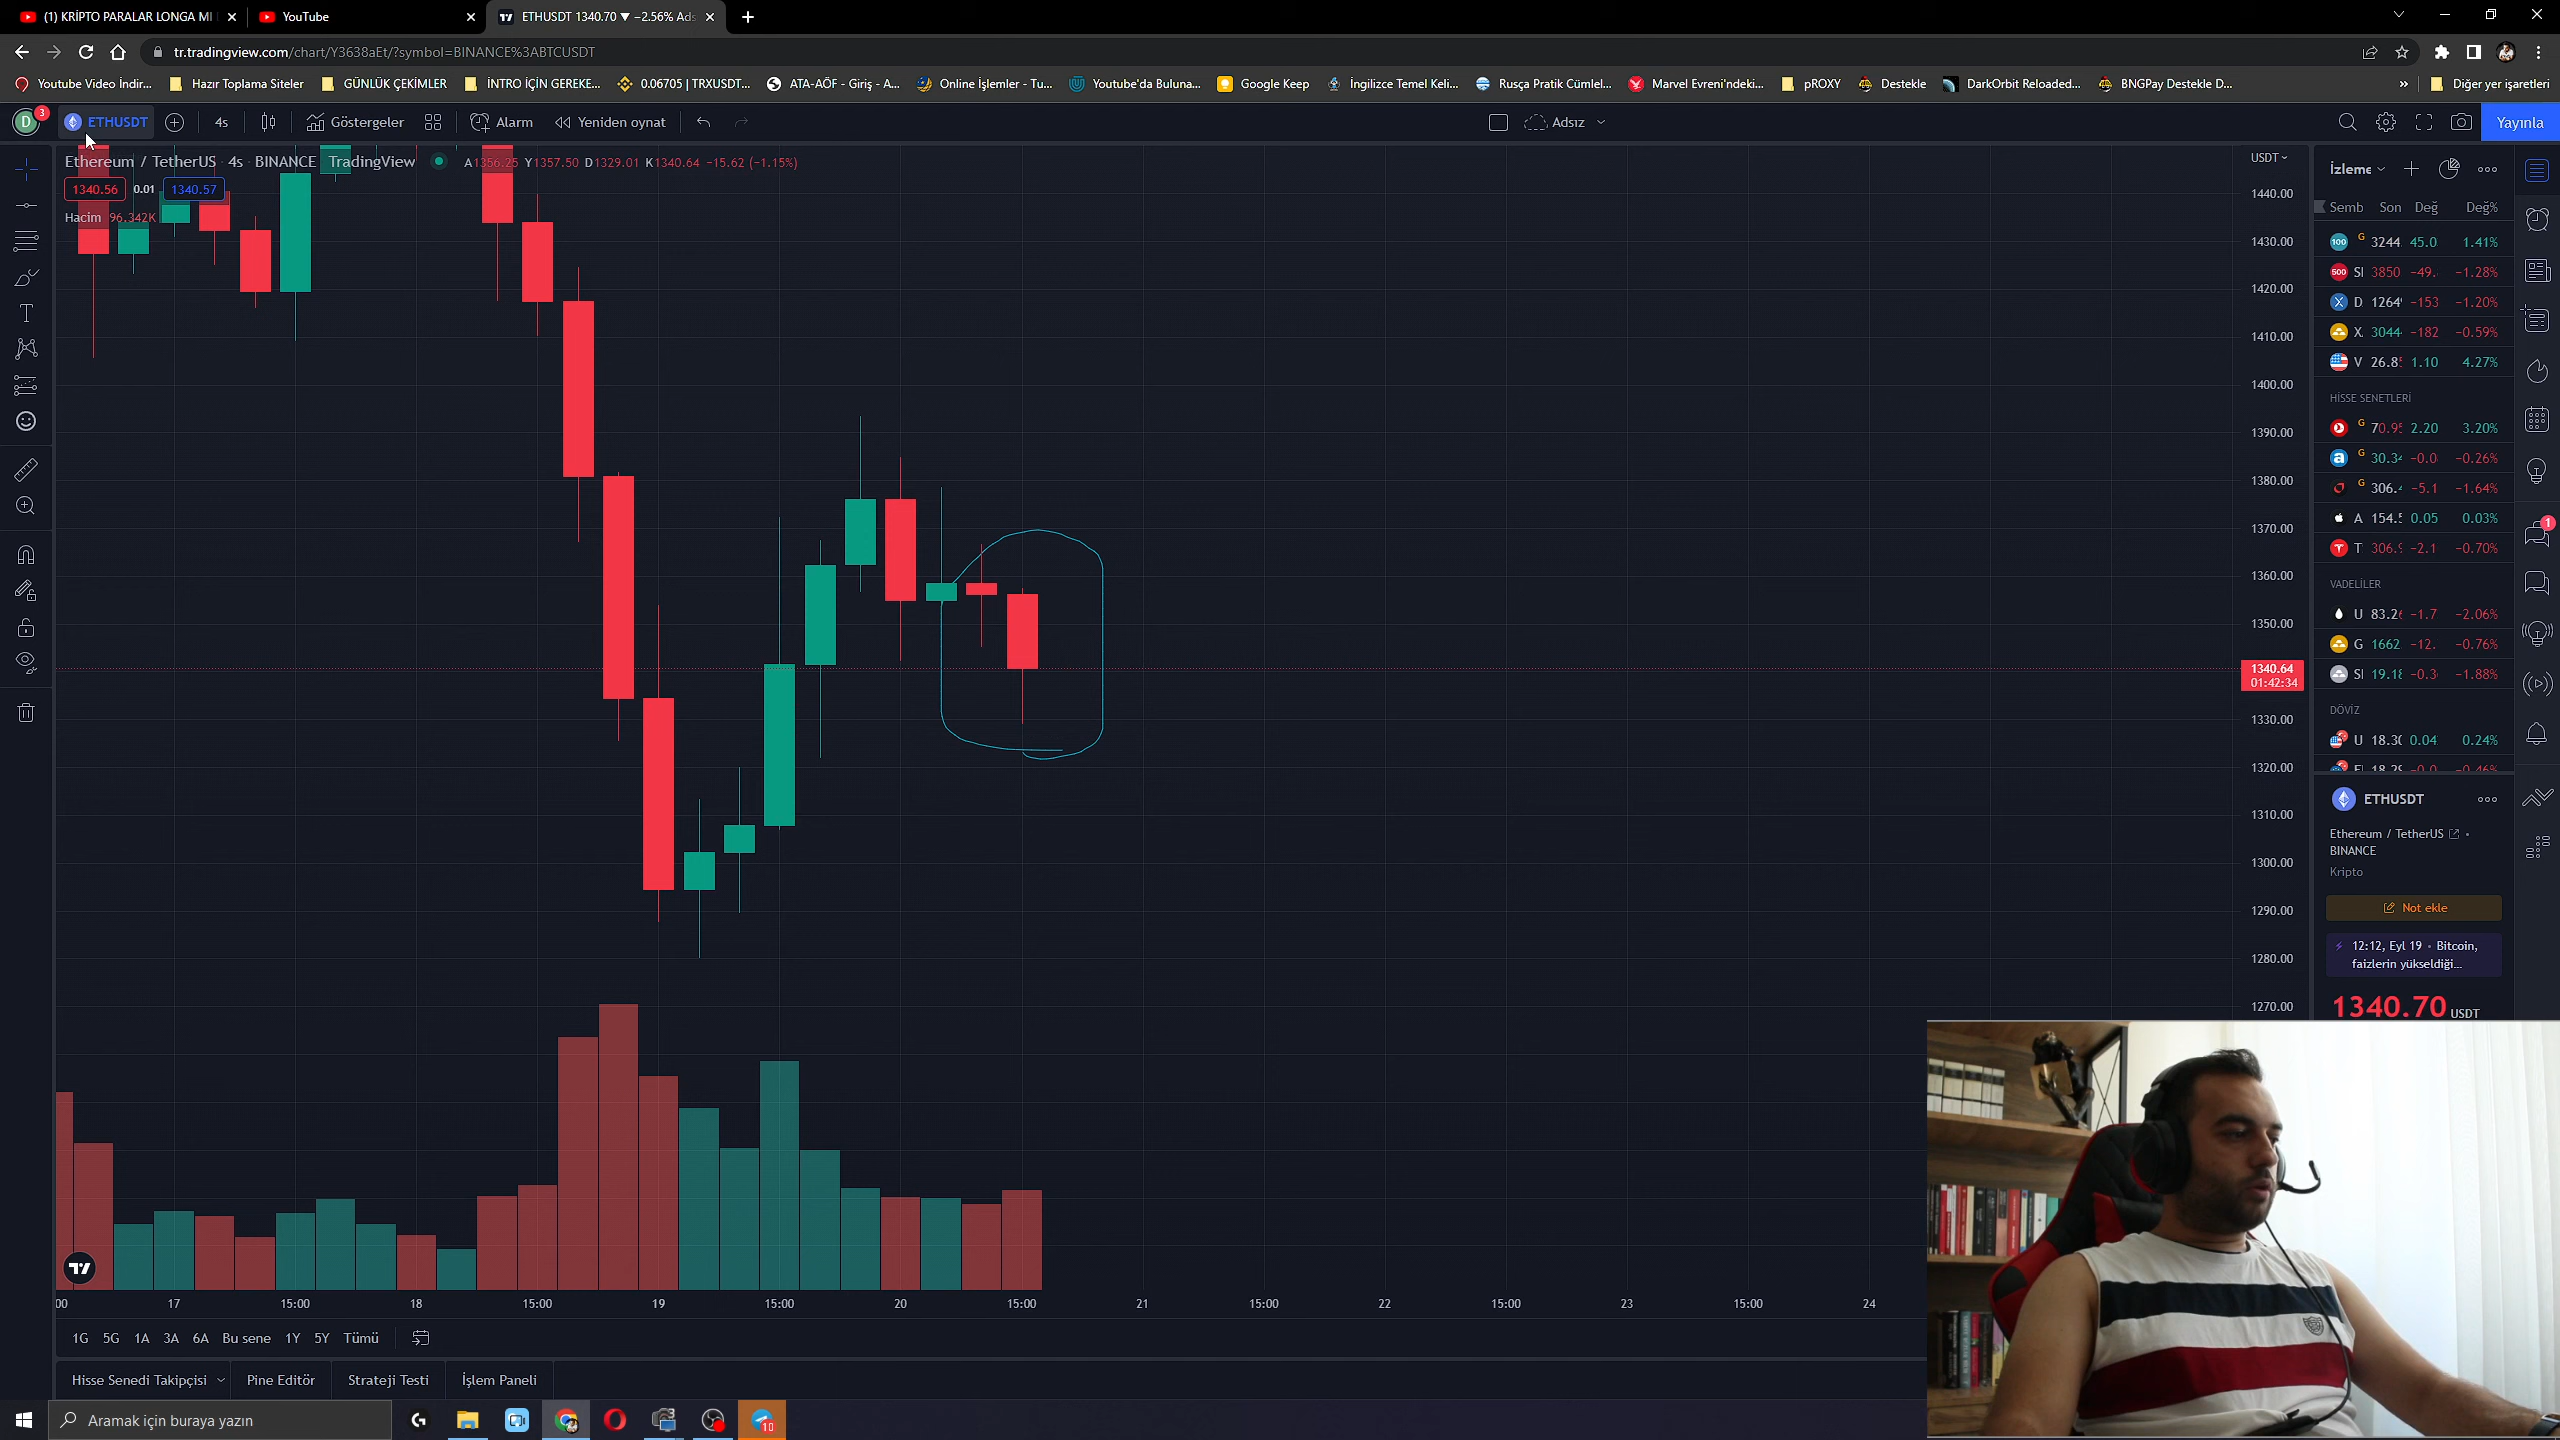 (1) KRİPTO PARALAR LONGA MI
YouTube
ETHUSDT 1340.70 ▼ −2.56% Ads
tr.tradingview.com/chart/Y3638aEt/?symbol=BINANCE%3ABTCUSDT
Youtube Video İndir...
Hazır Toplama Siteler
GÜNLÜK ÇEKİMLER
İNTRO İÇİN GEREKE...
0.06705 | TRXUSDT...
ATA-AÖF - Giriş - A...
Online İşlemler - Tu...
Youtube'da Buluna...
Google Keep
İngilizce Temel Keli...
Rusça Pratik Cümlel...
Marvel Evreni'ndeki...
pROXY
Destekle
DarkOrbit Reloaded...
BNGPay Destekle D...
»
Diğer yer işaretleri
D
3
ETHUSDT
4s
Göstergeler
Alarm
Yeniden oynat
Adsız
Yayınla
Ethereum / TetherUS · 4s · BINANCE TradingView
A1356.25 Y1357.50 D1329.01 K1340.64 −15.62 (−1.15%)
1340.56 0.01 1340.57
Hacim 96.342K
USDT
1440.00
1430.00
1420.00
1410.00
1400.00
1390.00
1380.00
1370.00
1360.00
1350.00
1340.64
01:42:34
1330.00
1320.00
1310.00
1300.00
1290.00
1280.00
1270.00
İzleme
Semb Son Değ Değ%
100 G 3244 45.0 1.41%
500 SI 3850 −49. −1.28%
D 1264 −153 −1.20%
X. 3044 −182 −0.59%
V 26.8 1.10 4.27%
HİSSE SENETLERİ
G 70.95 2.20 3.20%
a G 30.34 −0.0 −0.26%
G 306.4 −5.1 −1.64%
A 154.5 0.05 0.03%
T 306.9 −2.1 −0.70%
VADELİLER
U 83.26 −1.7 −2.06%
G 1662 −12. −0.76%
SI 19.18 −0.3 −1.88%
DÖVİZ
U 18.30 0.04 0.24%
1
ETHUSDT
Ethereum / TetherUS
BINANCE
Kripto
Not ekle
12:12, Eyl 19 • Bitcoin,
faizlerin yükseldiği...
1340.70 USDT
00 17 15:00 18 15:00 19 15:00 20 15:00 21 15:00 22 15:00 23 15:00 24
1G 5G 1A 3A 6A Bu sene 1Y 5Y Tümü
Hisse Senedi Takipçisi
Pine Editör
Strateji Testi
İşlem Paneli
Aramak için buraya yazın
10